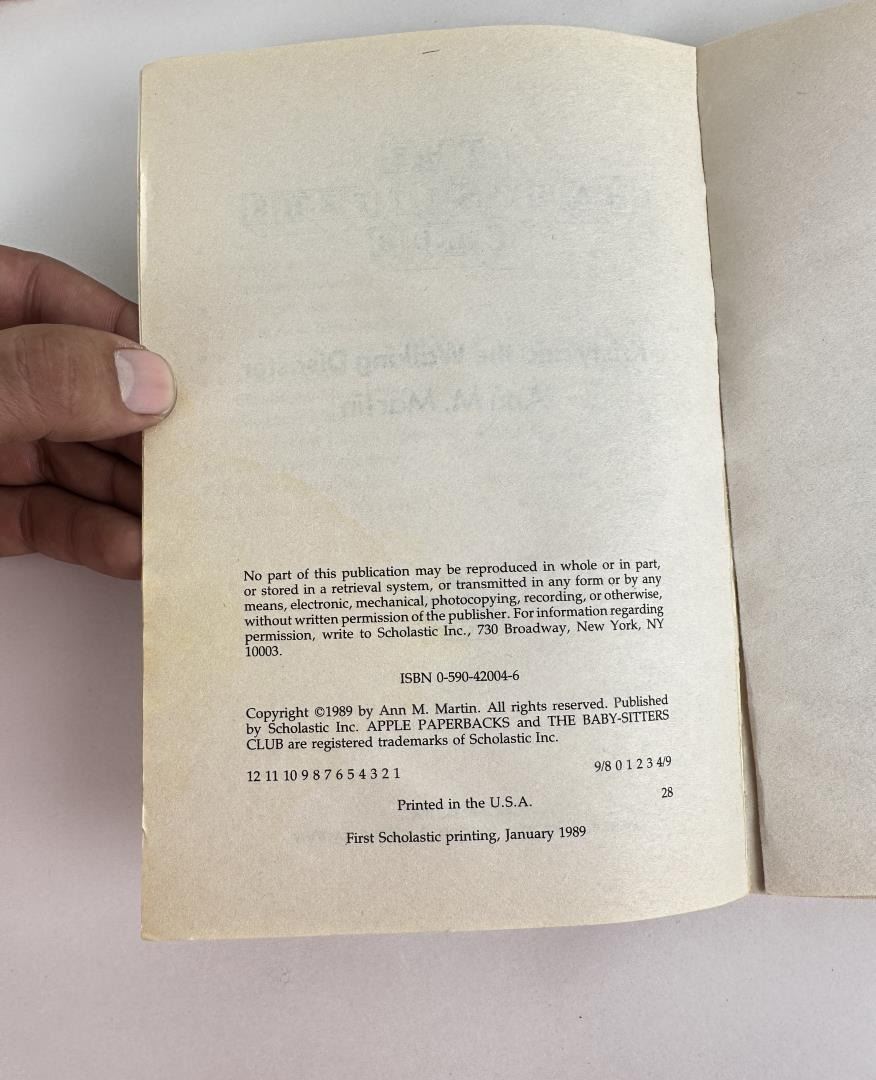 No part of this publication may be reproduced in whole or in part,
or stored in a retrieval system, or transmitted in any form or by any
means, electronic, mechanical, photocopying, recording, or otherwise,
without written permission of the publisher. For information regarding
permission, write to Scholastic Inc., 730 Broadway, New York, NY
10003.
ISBN 0-590-42004-6
Copyright ©1989 by Ann M. Martin. All rights reserved. Published
by Scholastic Inc. APPLE PAPERBACKS and THE BABY-SITTERS
CLUB are registered trademarks of Scholastic Inc.
12 11 10 9 8 7 6 5 4 3 2 1 9/8 0 1 2 3 4/9
Printed in the U.S.A. 28
First Scholastic printing, January 1989